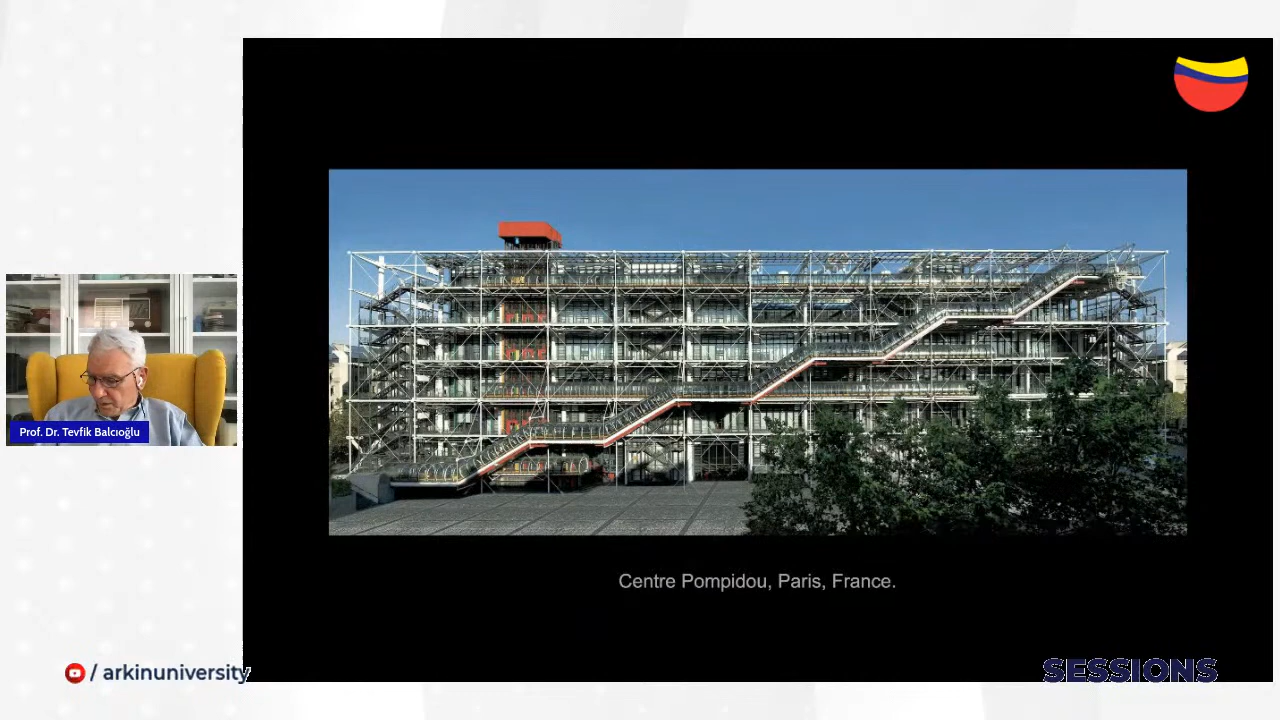 Prof. Dr. Tevfik Balcıoğlu
Centre Pompidou, Paris, France.
/ arkinuniversity
SESSIONS